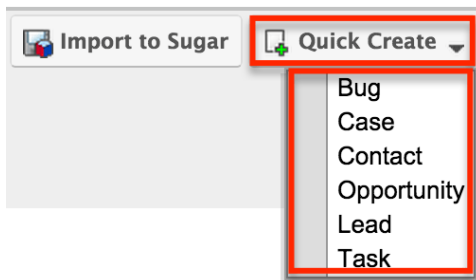 Import to Sugar Quick Create
Bug
Case
Contact
Opportunity
Lead
Task